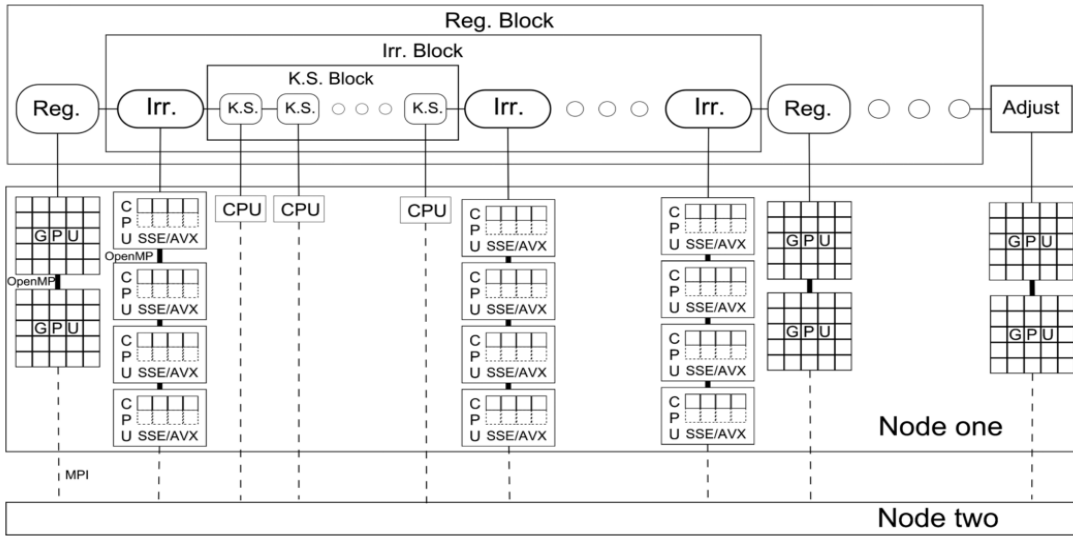 Reg. Block
Irr. Block
K.S. Block
Reg.
Irr.
K.S.
K.S.
K.S.
Irr.
Irr.
Reg.
Adjust
GPU
OpenMP
GPU
CPU SSE/AVX
OpenMP
CPU SSE/AVX
CPU SSE/AVX
CPU SSE/AVX
CPU
CPU
CPU
CPU SSE/AVX
CPU SSE/AVX
CPU SSE/AVX
CPU SSE/AVX
CPU SSE/AVX
CPU SSE/AVX
CPU SSE/AVX
CPU SSE/AVX
GPU
GPU
GPU
GPU
Node one
MPI
Node two